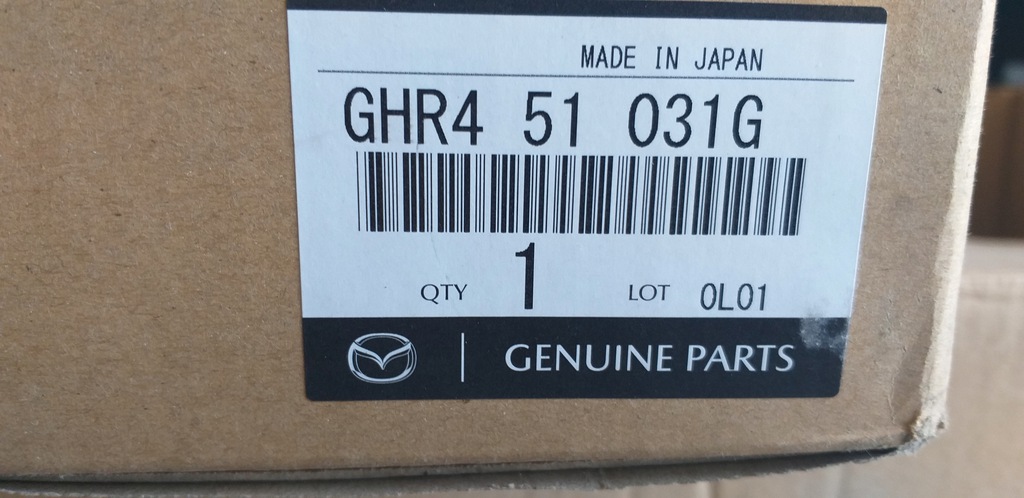 MADE IN JAPAN
GHR4 51 031G
QTY 1 LOT 0L01
GENUINE PARTS